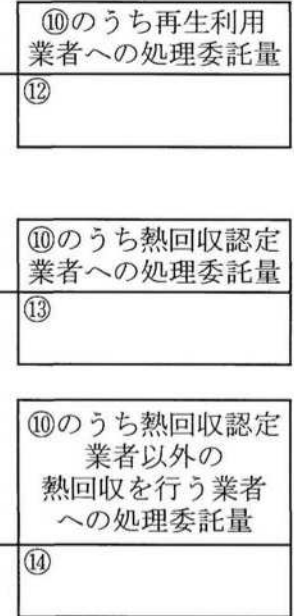 ⑩のうち再生利用
業者への処理委託量
⑫
⑩のうち熱回収認定
業者への処理委託量
⑬
⑩のうち熱回収認定
業者以外の
熱回収を行う業者
への処理委託量
⑭